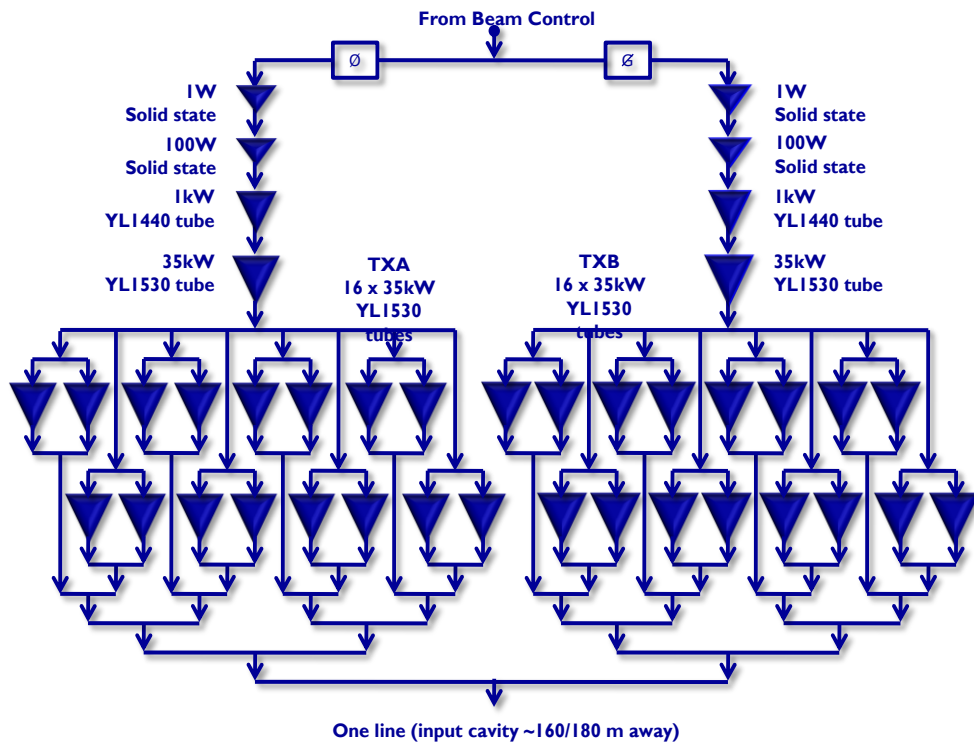 From Beam Control
Ø
G
1W
Solid state
100W
Solid state
1kW
YL1440 tube
35kW
YL1530 tube
TXA
16 x 35kW
YL1530
tubes
TXB
16 x 35kW
YL1530
tubes
1W
Solid state
100W
Solid state
1kW
YL1440 tube
35kW
YL1530 tube
One line (input cavity ~160/180 m away)